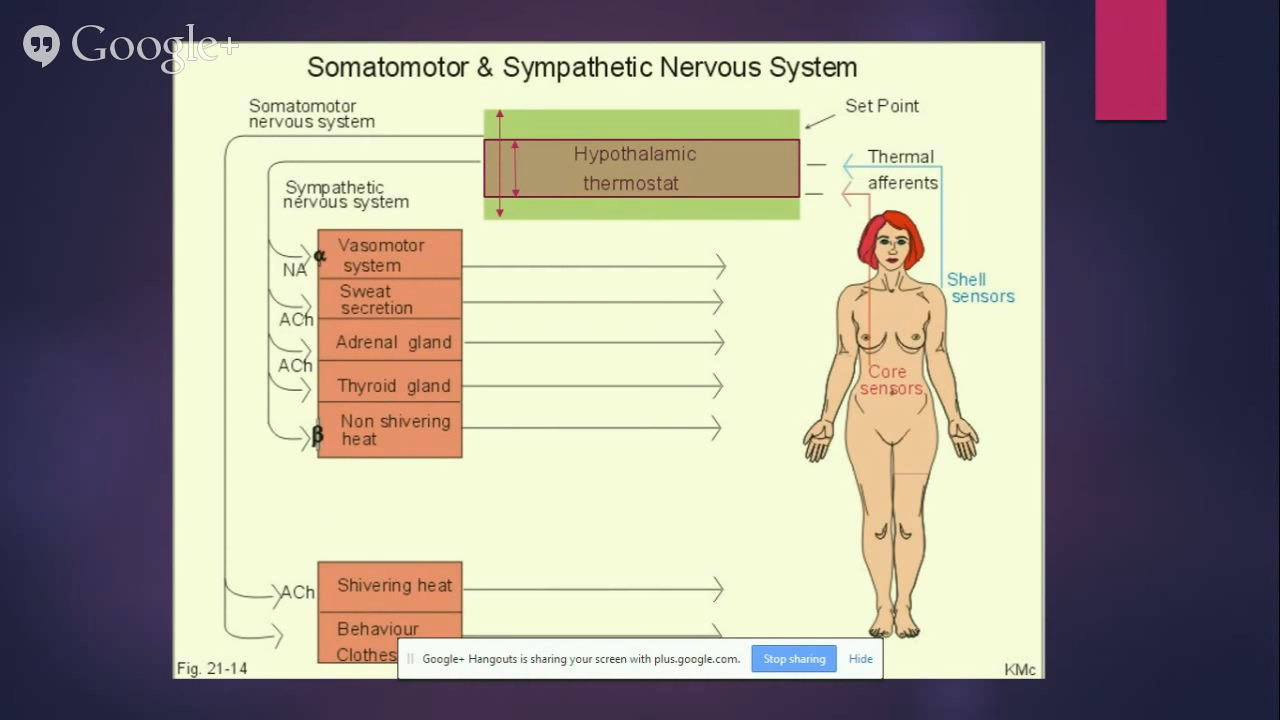 Google+
Somatomotor & Sympathetic Nervous System
Somatomotor
nervous system
Set Point
Hypothalamic
thermostat
Thermal
afferents
Sympathetic
nervous system
α
Vasomotor
system
NA
Sweat
secretion
ACh
Adrenal gland
ACh
Thyroid gland
β
Non shivering
heat
Shell
sensors
Core
sensors
ACh
Shivering heat
Behaviour
Clothes
Google+ Hangouts is sharing your screen with plus.google.com.
Stop sharing
Hide
Fig. 21-14
KMc